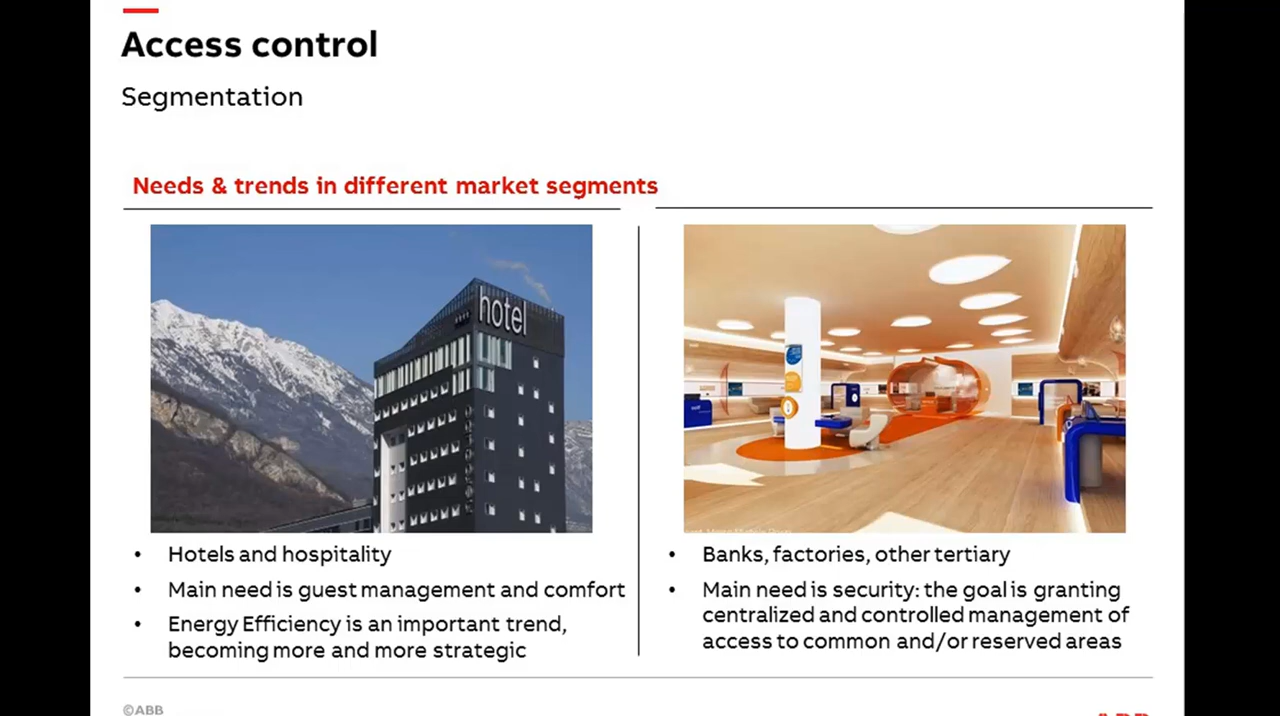 Access control
Segmentation
Needs & trends in different market segments
hotel
• Hotels and hospitality
• Main need is guest management and comfort
• Energy Efficiency is an important trend,
becoming more and more strategic
• Banks, factories, other tertiary
• Main need is security: the goal is granting
centralized and controlled management of
access to common and/or reserved areas
©ABB
ABB